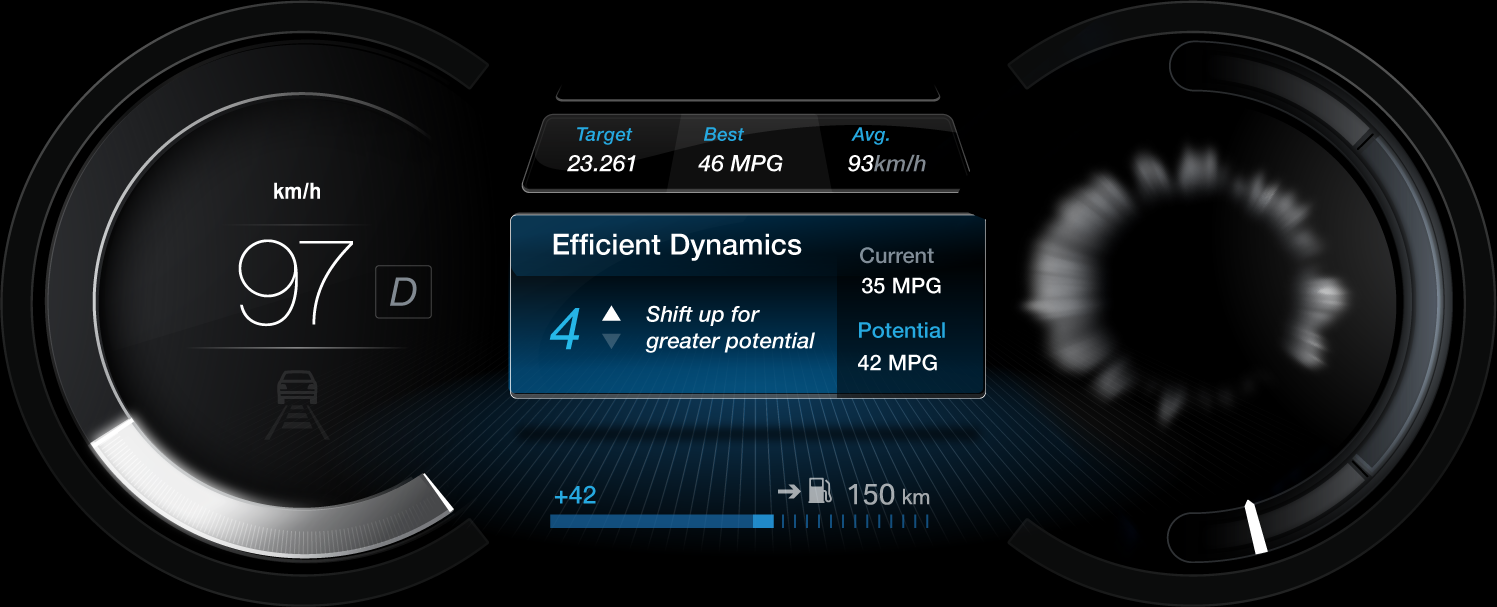 km/h
97
D
Target
23.261
Best
46 MPG
Avg.
93km/h
Efficient Dynamics
4
Shift up for
greater potential
Current
35 MPG
Potential
42 MPG
+42
150 km